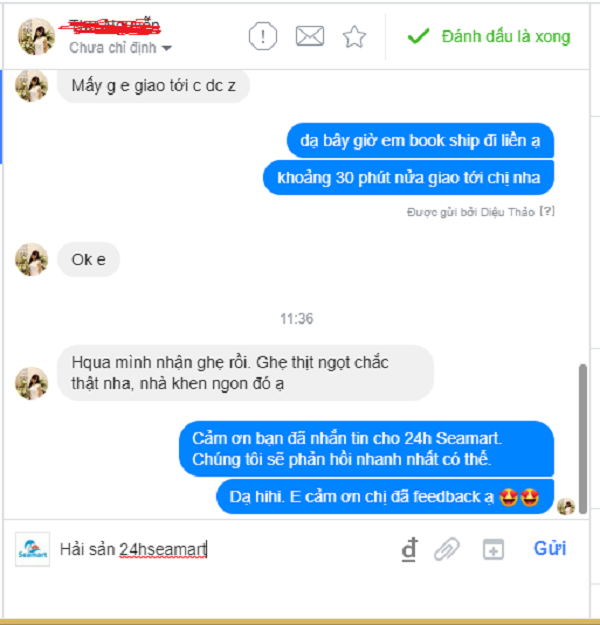 Chưa chỉ định
Đánh dấu là xong
Mấy g e giao tới c dc z
dạ bây giờ em book ship đi liền ạ
khoảng 30 phút nửa giao tới chị nha
Được gửi bởi Diệu Thảo [?]
Ok e
11:36
Hqua mình nhận ghẹ rồi. Ghẹ thịt ngọt chắc
thật nha, nhà khen ngon đó ạ
Cảm ơn bạn đã nhắn tin cho 24h Seamart.
Chúng tôi sẽ phản hồi nhanh nhất có thể.
Dạ hihi. E cảm ơn chị đã feedback ạ 🤩🤩
Seamart
Hải sản 24hseamart
đ
Gửi